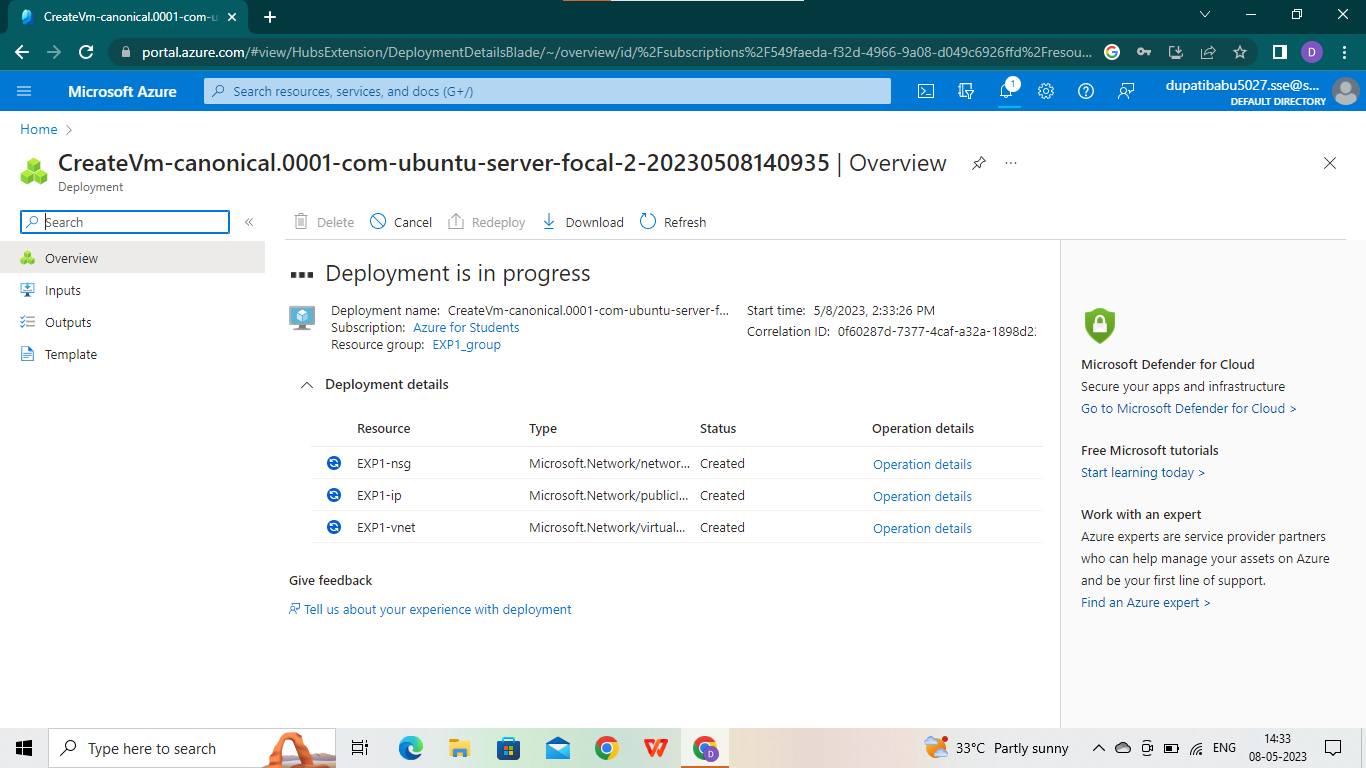 CreateVm-canonical.0001-com-u
portal.azure.com/#view/HubsExtension/DeploymentDetailsBlade/~/overview/id/%2Fsubscriptions%2F549faeda-f32d-4966-9a08-d049c6926ffd%2Fresou...
D
Microsoft Azure
Search resources, services, and docs (G+/)
1
dupatibabu5027.sse@s...
DEFAULT DIRECTORY
Home
CreateVm-canonical.0001-com-ubuntu-server-focal-2-20230508140935 | Overview
Deployment
Search
Delete
Cancel
Redeploy
Download
Refresh
Overview
Inputs
Outputs
Template
Deployment is in progress
Deployment name: CreateVm-canonical.0001-com-ubuntu-server-f...
Subscription: Azure for Students
Resource group: EXP1_group
Start time: 5/8/2023, 2:33:26 PM
Correlation ID: 0f60287d-7377-4caf-a32a-1898d2
Deployment details
Resource Type Status Operation details
EXP1-nsg Microsoft.Network/networ... Created Operation details
EXP1-ip Microsoft.Network/publicI... Created Operation details
EXP1-vnet Microsoft.Network/virtual... Created Operation details
Give feedback
Tell us about your experience with deployment
Microsoft Defender for Cloud
Secure your apps and infrastructure
Go to Microsoft Defender for Cloud >
Free Microsoft tutorials
Start learning today >
Work with an expert
Azure experts are service provider partners
who can help manage your assets on Azure
and be your first line of support.
Find an Azure expert >
Type here to search
D
33°C Partly sunny
ENG
14:33
08-05-2023